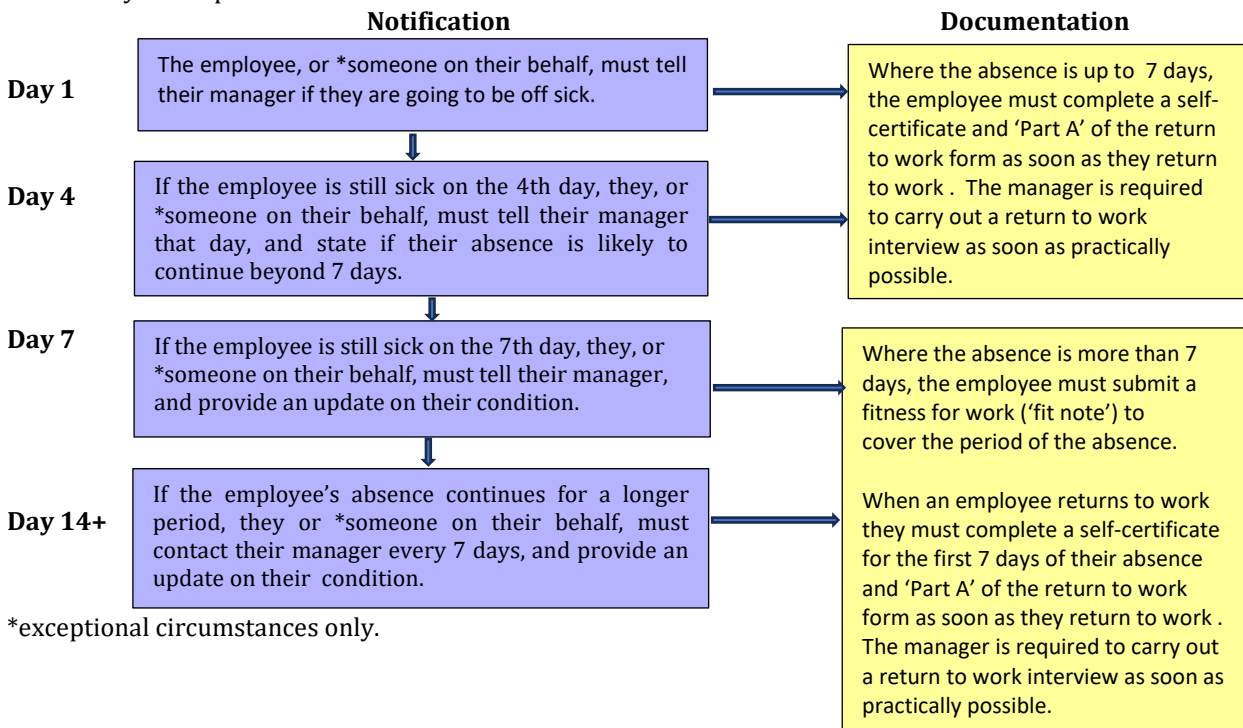 Notification
Documentation
Day 1
The employee, or *someone on their behalf, must tell
their manager if they are going to be off sick.
Where the absence is up to 7 days,
the employee must complete a self-
certificate and ‘Part A’ of the return
to work form as soon as they return
to work . The manager is required
to carry out a return to work
interview as soon as practically
possible.
Day 4
If the employee is still sick on the 4th day, they, or
*someone on their behalf, must tell their manager
that day, and state if their absence is likely to
continue beyond 7 days.
Day 7
If the employee is still sick on the 7th day, they, or
*someone on their behalf, must tell their manager,
and provide an update on their condition.
Where the absence is more than 7
days, the employee must submit a
fitness for work (‘fit note’) to
cover the period of the absence.
When an employee returns to work
they must complete a self-certificate
for the first 7 days of their absence
and ‘Part A’ of the return to work
form as soon as they return to work .
The manager is required to carry out
a return to work interview as soon as
practically possible.
Day 14+
If the employee’s absence continues for a longer
period, they or *someone on their behalf, must
contact their manager every 7 days, and provide an
update on their condition.
*exceptional circumstances only.